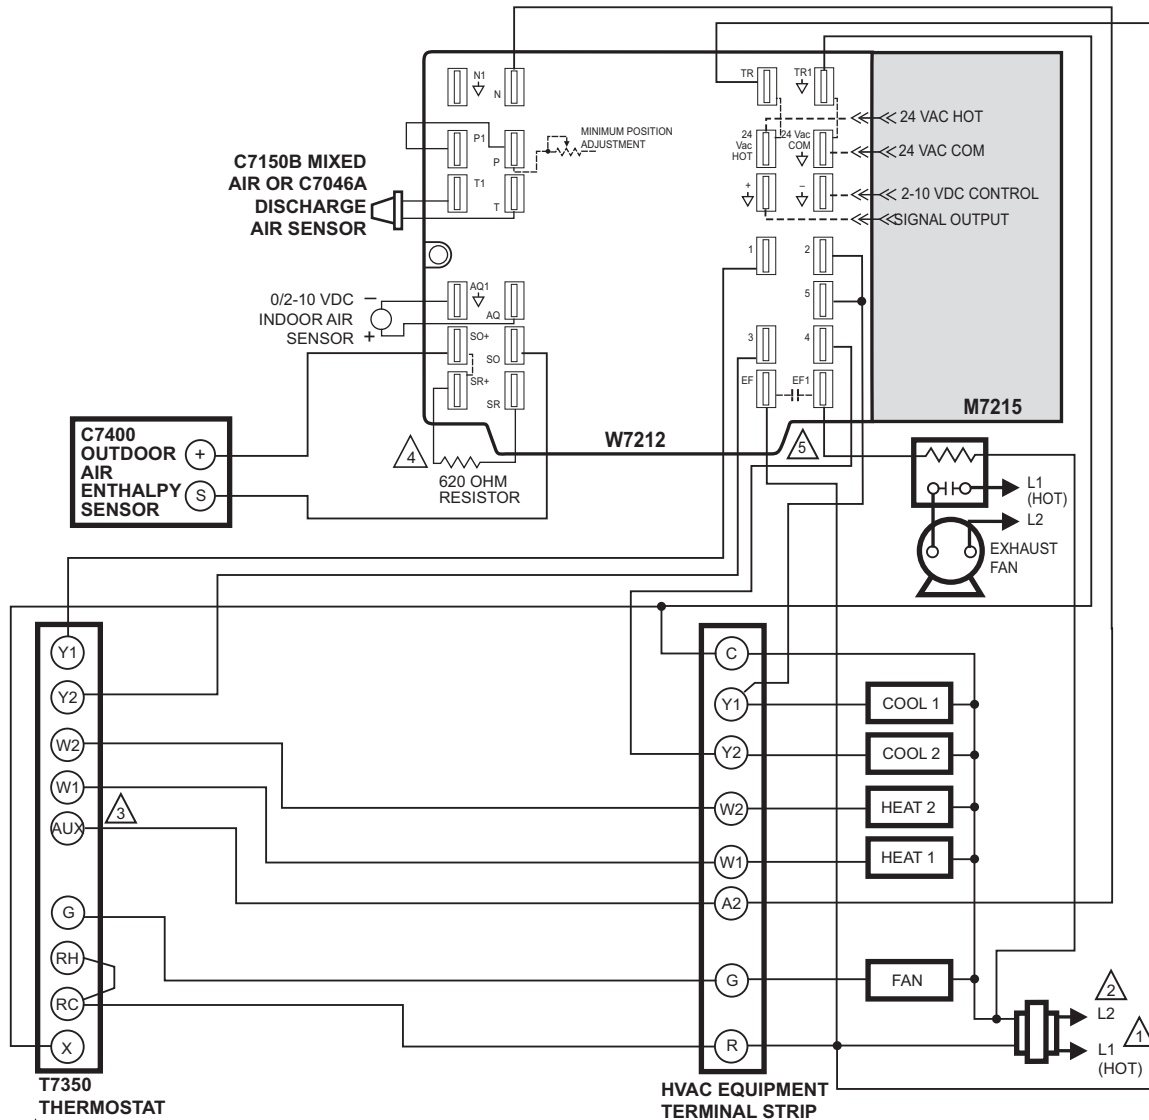 N1
N
TR
TR1
24 VAC HOT
P1
P
MINIMUM POSITION
ADJUSTMENT
24
Vac
HOT
24 Vac
COM
24 VAC COM
C7150B MIXED
AIR OR C7046A
DISCHARGE
AIR SENSOR
T1
T
+
–
2-10 VDC CONTROL
SIGNAL OUTPUT
1
2
0/2-10 VDC –
INDOOR AIR
SENSOR +
AQ1
AQ
5
SO+
SO
3
4
SR+
SR
EF
EF1
M7215
W7212
C7400
OUTDOOR
AIR
ENTHALPY
SENSOR
+
S
4
620 OHM
RESISTOR
5
L1
(HOT)
L2
EXHAUST
FAN
Y1
Y2
W2
W1
3
AUX
G
RH
RC
X
T7350
THERMOSTAT
C
Y1
Y2
W2
W1
A2
G
R
HVAC EQUIPMENT
TERMINAL STRIP
COOL 1
COOL 2
HEAT 2
HEAT 1
FAN
2
L2
1
L1
(HOT)